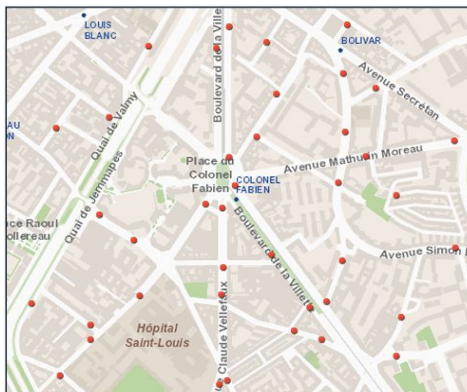 LOUIS
BLANC
BOLIVAR
Boulevard de la
Avenue Secrétan
Quai de Valmy
Avenue Mathurin Moreau
Place du
Colonel
Fabien
COLONEL
FABIEN
Quai de Jemmapes
Raoul
Boulevard de la Villette
Avenue Simon
Hôpital
Saint-Louis
Claude Vellefaux